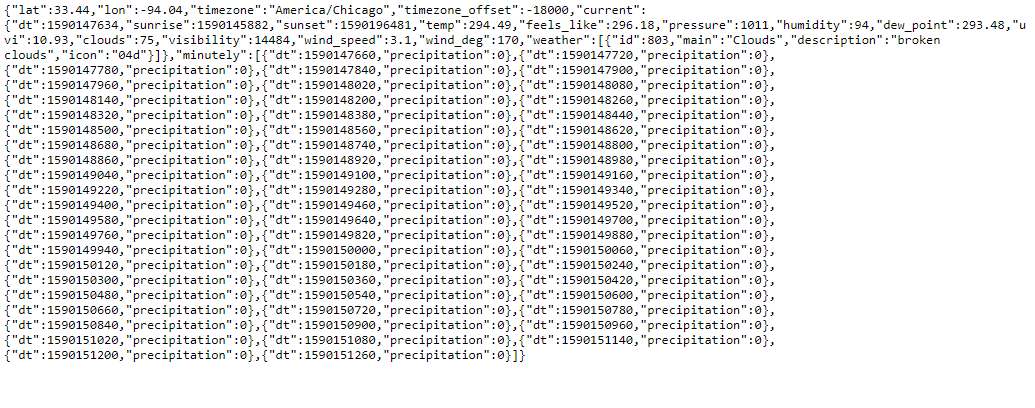 {"lat":33.44,"lon":-94.04,"timezone":"America/Chicago","timezone_offset":-18000,"current":
{"dt":1590147634,"sunrise":1590145882,"sunset":1590196481,"temp":294.49,"feels_like":296.18,"pressure":1011,"humidity":94,"dew_point":293.48,"u
vi":10.93,"clouds":75,"visibility":14484,"wind_speed":3.1,"wind_deg":170,"weather":[{"id":803,"main":"Clouds","description":"broken
clouds","icon":"04d"}]},"minutely":[{"dt":1590147660,"precipitation":0},{"dt":1590147720,"precipitation":0},
{"dt":1590147780,"precipitation":0},{"dt":1590147840,"precipitation":0},{"dt":1590147900,"precipitation":0},
{"dt":1590147960,"precipitation":0},{"dt":1590148020,"precipitation":0},{"dt":1590148080,"precipitation":0},
{"dt":1590148140,"precipitation":0},{"dt":1590148200,"precipitation":0},{"dt":1590148260,"precipitation":0},
{"dt":1590148320,"precipitation":0},{"dt":1590148380,"precipitation":0},{"dt":1590148440,"precipitation":0},
{"dt":1590148500,"precipitation":0},{"dt":1590148560,"precipitation":0},{"dt":1590148620,"precipitation":0},
{"dt":1590148680,"precipitation":0},{"dt":1590148740,"precipitation":0},{"dt":1590148800,"precipitation":0},
{"dt":1590148860,"precipitation":0},{"dt":1590148920,"precipitation":0},{"dt":1590148980,"precipitation":0},
{"dt":1590149040,"precipitation":0},{"dt":1590149100,"precipitation":0},{"dt":1590149160,"precipitation":0},
{"dt":1590149220,"precipitation":0},{"dt":1590149280,"precipitation":0},{"dt":1590149340,"precipitation":0},
{"dt":1590149400,"precipitation":0},{"dt":1590149460,"precipitation":0},{"dt":1590149520,"precipitation":0},
{"dt":1590149580,"precipitation":0},{"dt":1590149640,"precipitation":0},{"dt":1590149700,"precipitation":0},
{"dt":1590149760,"precipitation":0},{"dt":1590149820,"precipitation":0},{"dt":1590149880,"precipitation":0},
{"dt":1590149940,"precipitation":0},{"dt":1590150000,"precipitation":0},{"dt":1590150060,"precipitation":0},
{"dt":1590150120,"precipitation":0},{"dt":1590150180,"precipitation":0},{"dt":1590150240,"precipitation":0},
{"dt":1590150300,"precipitation":0},{"dt":1590150360,"precipitation":0},{"dt":1590150420,"precipitation":0},
{"dt":1590150480,"precipitation":0},{"dt":1590150540,"precipitation":0},{"dt":1590150600,"precipitation":0},
{"dt":1590150660,"precipitation":0},{"dt":1590150720,"precipitation":0},{"dt":1590150780,"precipitation":0},
{"dt":1590150840,"precipitation":0},{"dt":1590150900,"precipitation":0},{"dt":1590150960,"precipitation":0},
{"dt":1590151020,"precipitation":0},{"dt":1590151080,"precipitation":0},{"dt":1590151140,"precipitation":0},
{"dt":1590151200,"precipitation":0},{"dt":1590151260,"precipitation":0}]}